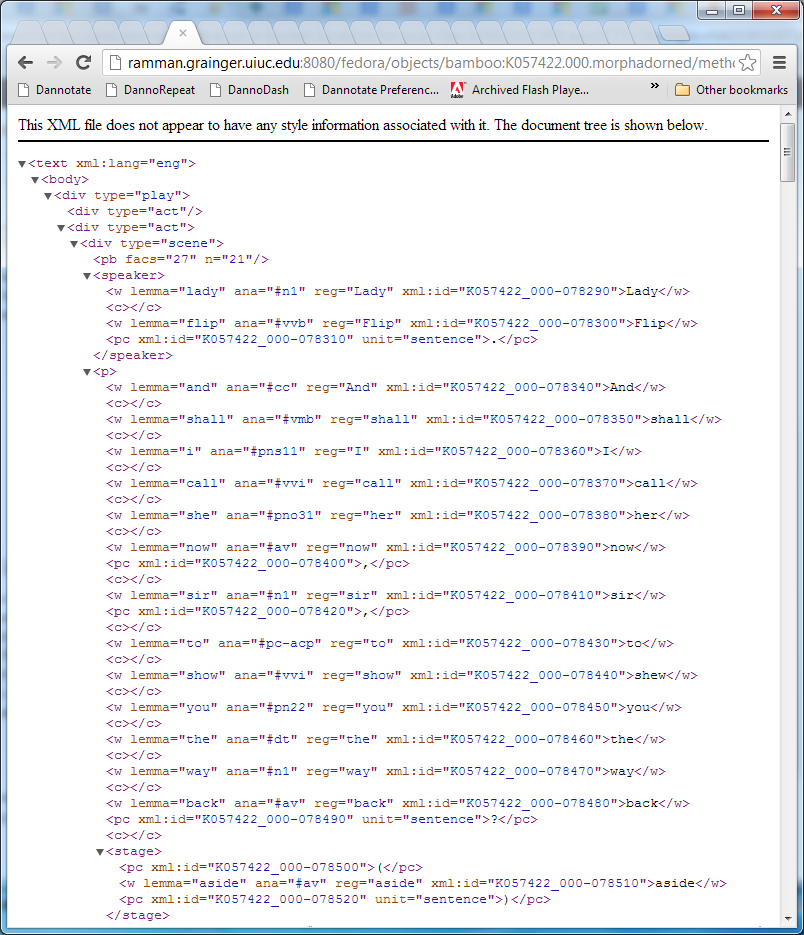 ramman.grainger.uiuc.edu:8080/fedora/objects/bamboo:K057422.000.morphadorned/meth
Dannotate DannoRepeat DannoDash Dannotate Preferenc... Archived Flash Playe... » Other bookmarks
This XML file does not appear to have any style information associated with it. The document tree is shown below.
▼<text xml:lang="eng">
▼<body>
▼<div type="play">
<div type="act"/>
▼<div type="act">
▼<div type="scene">
<pb facs="27" n="21"/>
▼<speaker>
<w lemma="lady" ana="#n1" reg="Lady" xml:id="K057422_000-078290">Lady</w>
<c></c>
<w lemma="flip" ana="#vvb" reg="Flip" xml:id="K057422_000-078300">Flip</w>
<pc xml:id="K057422_000-078310" unit="sentence">.</pc>
</speaker>
▼<p>
<w lemma="and" ana="#cc" reg="And" xml:id="K057422_000-078340">And</w>
<c></c>
<w lemma="shall" ana="#vmb" reg="shall" xml:id="K057422_000-078350">shall</w>
<c></c>
<w lemma="i" ana="#pns11" reg="I" xml:id="K057422_000-078360">I</w>
<c></c>
<w lemma="call" ana="#vvi" reg="call" xml:id="K057422_000-078370">call</w>
<c></c>
<w lemma="she" ana="#pno31" reg="her" xml:id="K057422_000-078380">her</w>
<c></c>
<w lemma="now" ana="#av" reg="now" xml:id="K057422_000-078390">now</w>
<pc xml:id="K057422_000-078400">,</pc>
<c></c>
<w lemma="sir" ana="#n1" reg="sir" xml:id="K057422_000-078410">sir</w>
<pc xml:id="K057422_000-078420">,</pc>
<c></c>
<w lemma="to" ana="#pc-acp" reg="to" xml:id="K057422_000-078430">to</w>
<c></c>
<w lemma="show" ana="#vvi" reg="show" xml:id="K057422_000-078440">shew</w>
<c></c>
<w lemma="you" ana="#pn22" reg="you" xml:id="K057422_000-078450">you</w>
<c></c>
<w lemma="the" ana="#dt" reg="the" xml:id="K057422_000-078460">the</w>
<c></c>
<w lemma="way" ana="#n1" reg="way" xml:id="K057422_000-078470">way</w>
<c></c>
<w lemma="back" ana="#av" reg="back" xml:id="K057422_000-078480">back</w>
<pc xml:id="K057422_000-078490" unit="sentence">?</pc>
<c></c>
▼<stage>
<pc xml:id="K057422_000-078500">(</pc>
<w lemma="aside" ana="#av" reg="aside" xml:id="K057422_000-078510">aside</w>
<pc xml:id="K057422_000-078520" unit="sentence">)</pc>
</stage>